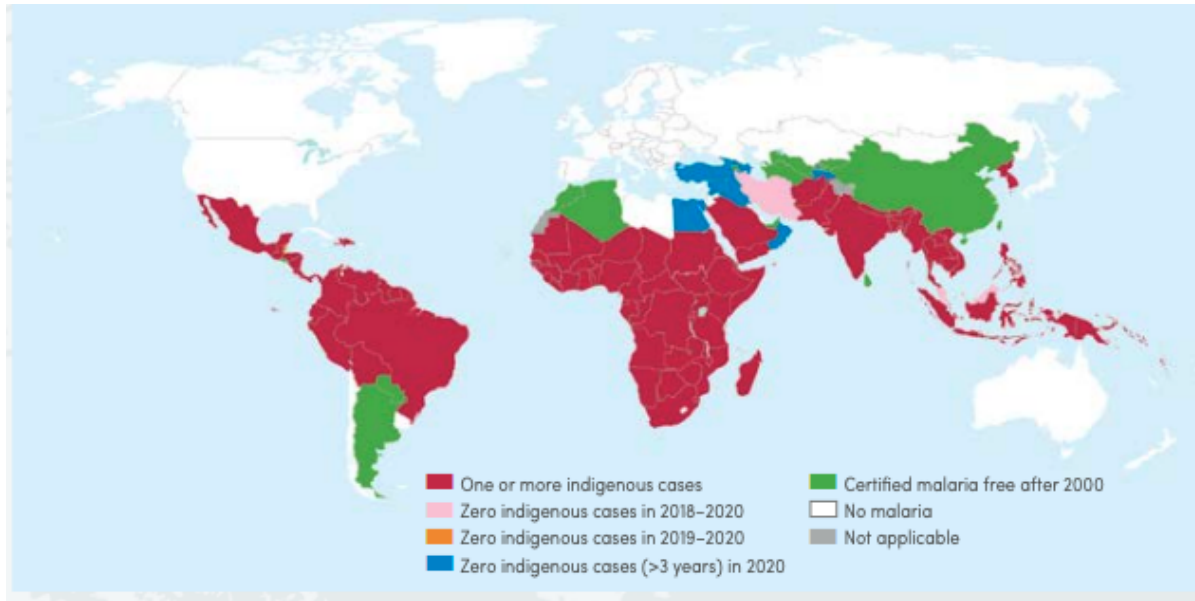 One or more indigenous cases
Zero indigenous cases in 2018–2020
Zero indigenous cases in 2019–2020
Zero indigenous cases (>3 years) in 2020
Certified malaria free after 2000
No malaria
Not applicable